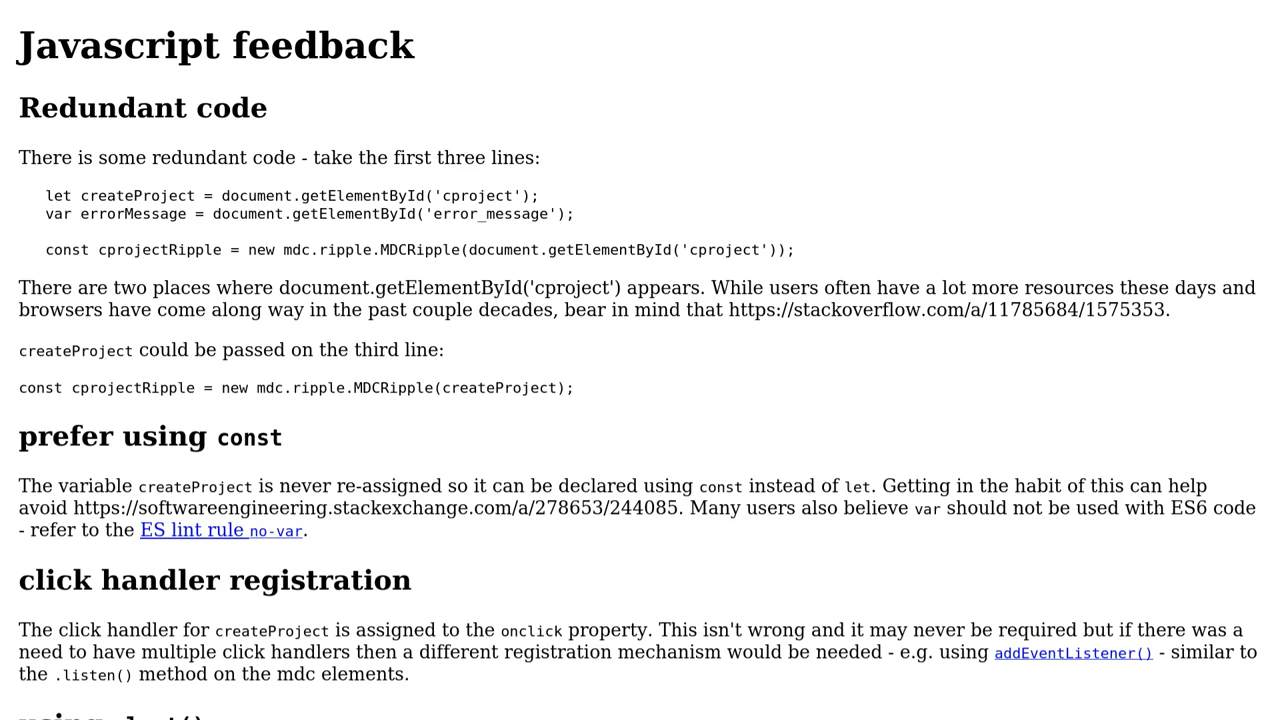 Javascript feedback
Redundant code
There is some redundant code - take the first three lines:
let createProject = document.getElementById('cproject');
var errorMessage = document.getElementById('error_message');
const cprojectRipple = new mdc.ripple.MDCRipple(document.getElementById('cproject'));
There are two places where document.getElementById('cproject') appears. While users often have a lot more resources these days and
browsers have come along way in the past couple decades, bear in mind that https://stackoverflow.com/a/11785684/1575353.
createProject could be passed on the third line:
const cprojectRipple = new mdc.ripple.MDCRipple(createProject);
prefer using const
The variable createProject is never re-assigned so it can be declared using const instead of let. Getting in the habit of this can help
avoid https://softwareengineering.stackexchange.com/a/278653/244085. Many users also believe var should not be used with ES6 code
- refer to the ES lint rule no-var.
click handler registration
The click handler for createProject is assigned to the onclick property. This isn't wrong and it may never be required but if there was a
need to have multiple click handlers then a different registration mechanism would be needed - e.g. using addEventListener() - similar to
the .listen() method on the mdc elements.
using